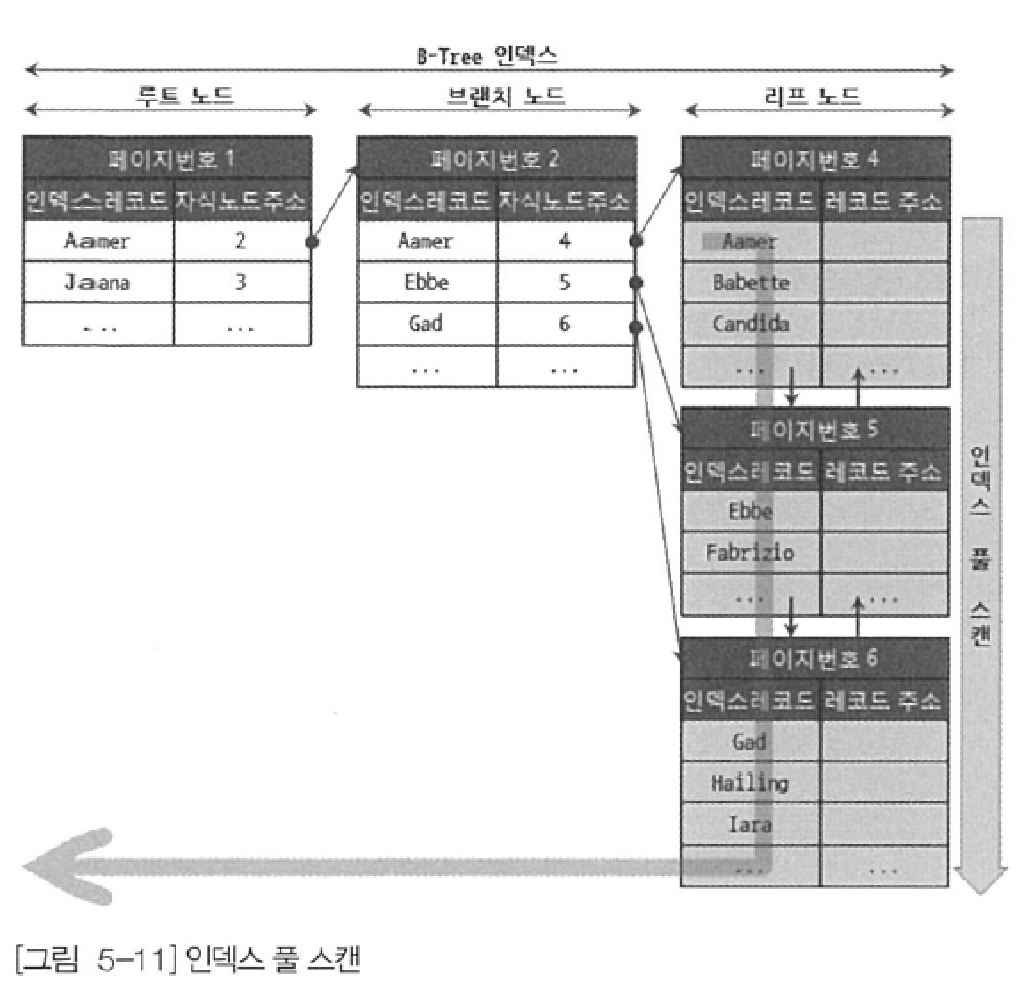 B-Tree 인덱스
루트 노드
브랜치 노드
리프 노드
페이지번호 1
인덱스레코드 자식노드주소
Aamer 2
Jaana 3
... ...
페이지번호 2
인덱스레코드 자식노드주소
Aamer 4
Ebbe 5
Gad 6
... ...
페이지번호 4
인덱스레코드 레코드 주소
Aamer
Babette
Candida
... ...
페이지번호 5
인덱스레코드 레코드 주소
Ebbe
Fabrizio
... ...
페이지번호 6
인덱스레코드 레코드 주소
Gad
Hailing
Iara
... ...
인덱스 풀 스캔
[그림 5-11] 인덱스 풀 스캔